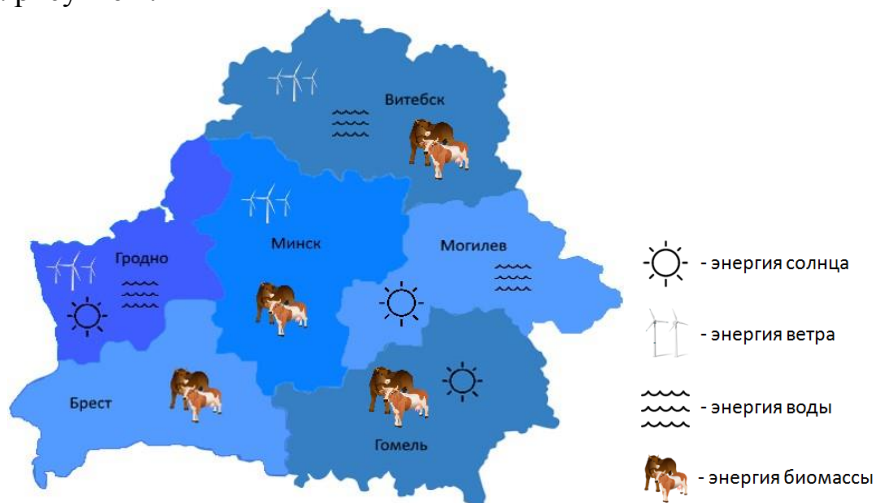 Витебск
Минск
Могилев
Гродно
Брест
Гомель
- энергия солнца
- энергия ветра
- энергия воды
- энергия биомассы